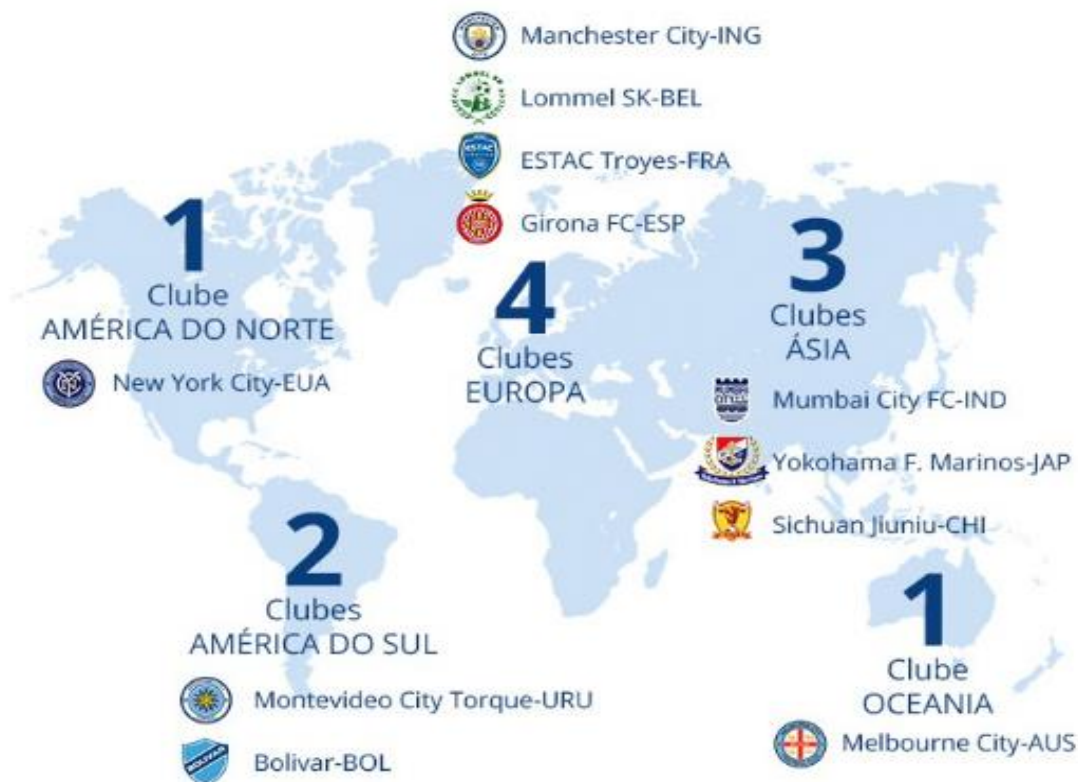 Manchester City-ING
Lommel SK-BEL
ESTAC Troyes-FRA
Girona FC-ESP
1
Clube
AMÉRICA DO NORTE
New York City-EUA
4
Clubes
EUROPA
3
Clubes
ÁSIA
Mumbai City FC-IND
Yokohama F. Marinos-JAP
Sichuan Jiuniu-CHI
2
Clubes
AMÉRICA DO SUL
Montevideo City Torque-URU
Bolivar-BOL
1
Clube
OCEANIA
Melbourne City-AUS
ESTAC
BOLIVAR